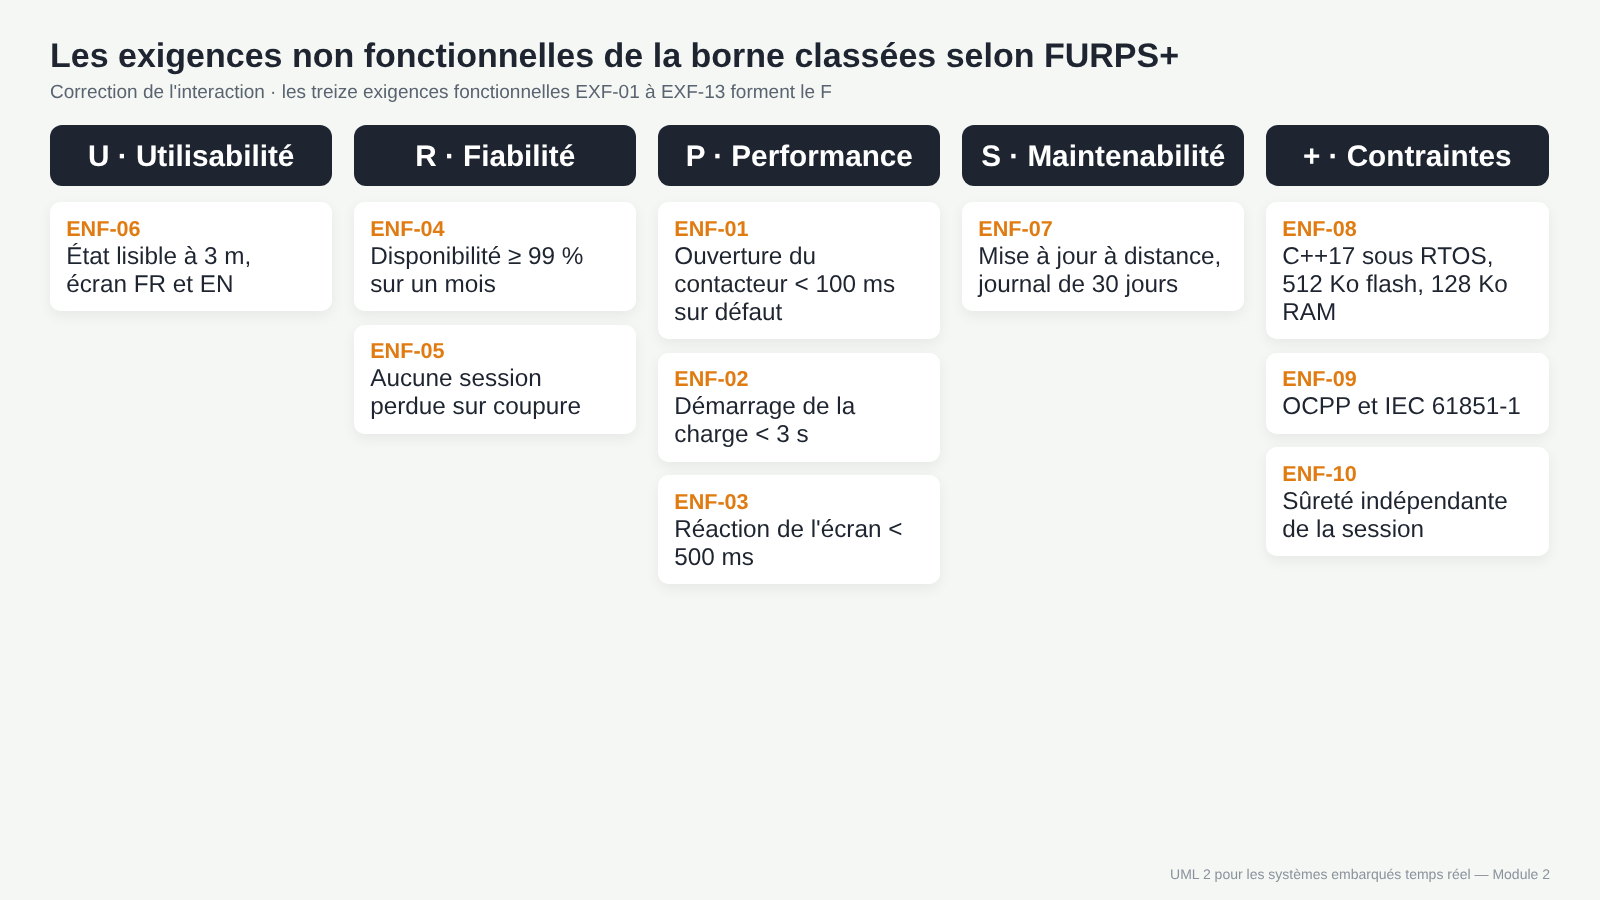 Les exigences non fonctionnelles de la borne classées selon FURPS+
Correction de l'interaction · les treize exigences fonctionnelles EXF-01 à EXF-13 forment le F
U · Utilisabilité
ENF-06
État lisible à 3 m,
écran FR et EN
R · Fiabilité
ENF-04
Disponibilité ≥ 99 %
sur un mois
ENF-05
Aucune session
perdue sur coupure
P · Performance
ENF-01
Ouverture du
contacteur < 100 ms
sur défaut
ENF-02
Démarrage de la
charge < 3 s
ENF-03
Réaction de l'écran <
500 ms
S · Maintenabilité
ENF-07
Mise à jour à distance,
journal de 30 jours
+ · Contraintes
ENF-08
C++17 sous RTOS,
512 Ko flash, 128 Ko
RAM
ENF-09
OCPP et IEC 61851-1
ENF-10
Sûreté indépendante
de la session
UML 2 pour les systèmes embarqués temps réel — Module 2